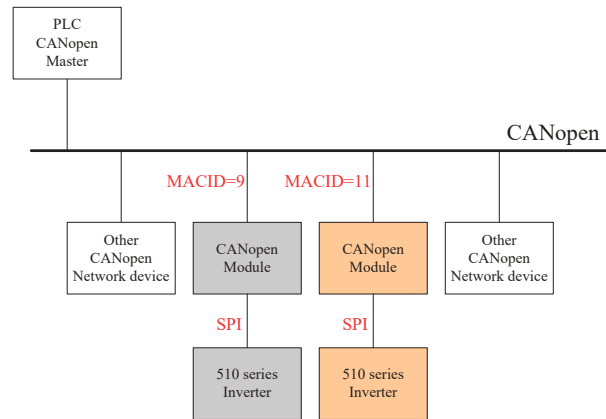 PLC
CANopen
Master
CANopen
MACID=9
MACID=11
Other
CANopen
Network device
CANopen
Module
CANopen
Module
Other
CANopen
Network device
SPI
SPI
510 series
Inverter
510 series
Inverter